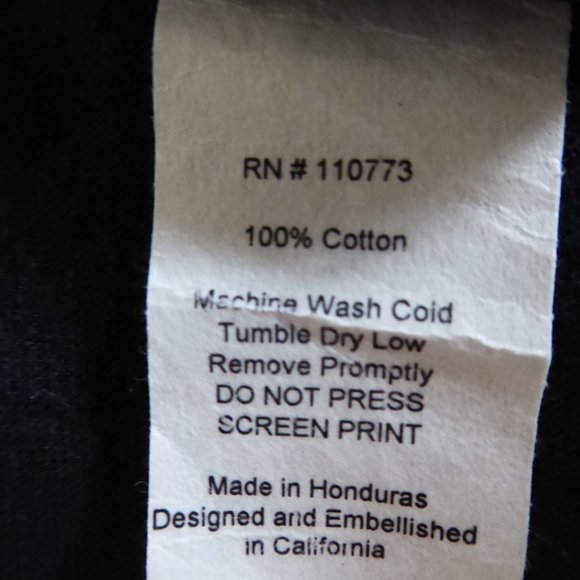 RN # 110773
100% Cotton
Machine Wash Cold
Tumble Dry Low
Remove Promptly
DO NOT PRESS
SCREEN PRINT
Made in Honduras
Designed and Embellished
in California